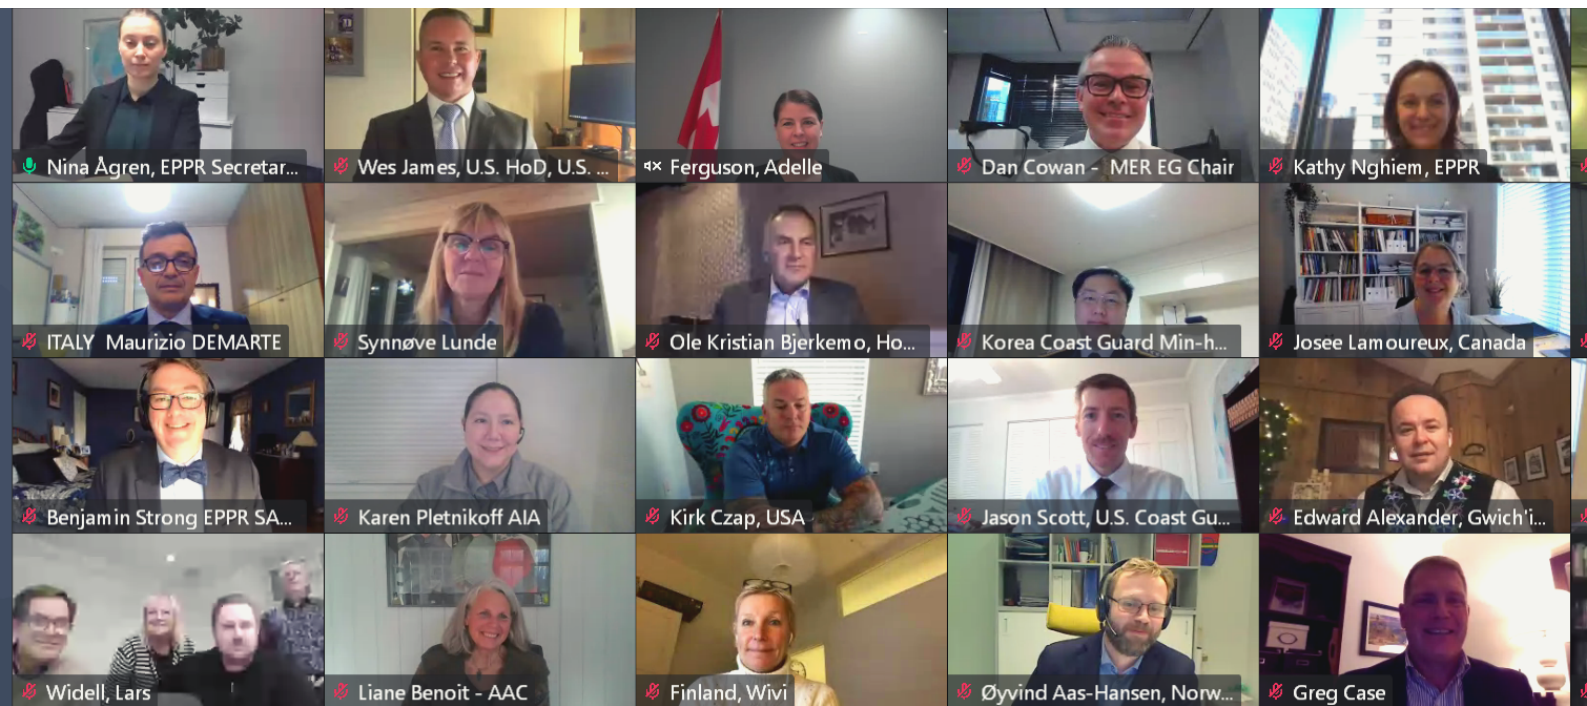 Nina Ågren, EPPR Secretar...
Wes James, U.S. HoD, U.S. ...
Ferguson, Adelle
Dan Cowan - MER EG Chair
Kathy Nghiem, EPPR
ITALY Maurizio DEMARTE
Synnøve Lunde
Ole Kristian Bjerkemo, Ho...
Korea Coast Guard Min-h...
Josée Lamoureux, Canada
Benjamin Strong EPPR SA...
Karen Pletnikoff AIA
Kirk Czap, USA
Jason Scott, U.S. Coast Gu...
Edward Alexander, Gwich'i...
Widell, Lars
Liane Benoit - AAC
Finland, Wivi
Øyvind Aas-Hansen, Norw...
Greg Case